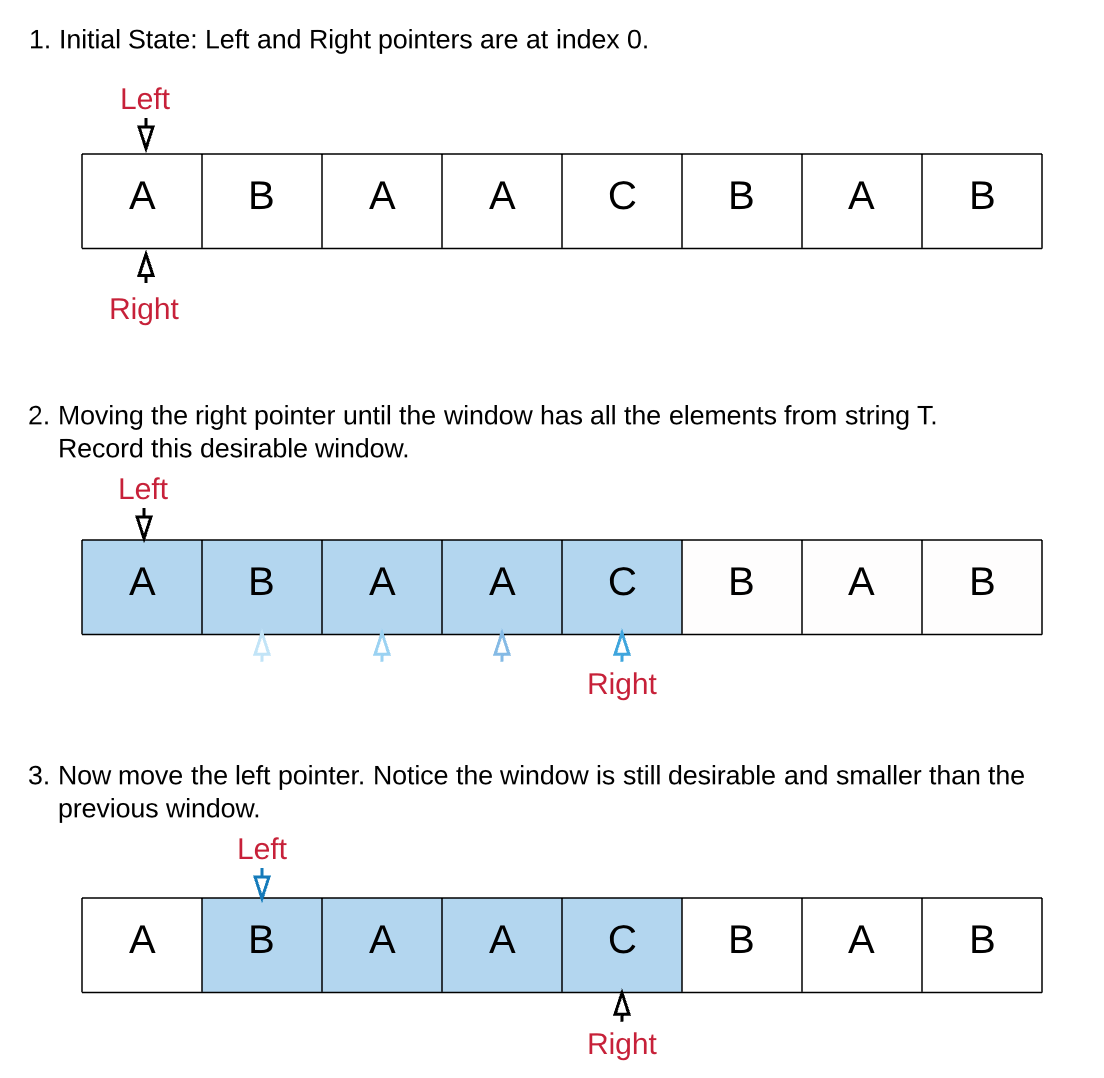 1. Initial State: Left and Right pointers are at index 0.
Left
A B A A C B A B
Right
2. Moving the right pointer until the window has all the elements from string T.
Record this desirable window.
Left
A B A A C B A B
Right
3. Now move the left pointer. Notice the window is still desirable and smaller than the
previous window.
Left
A B A A C B A B
Right